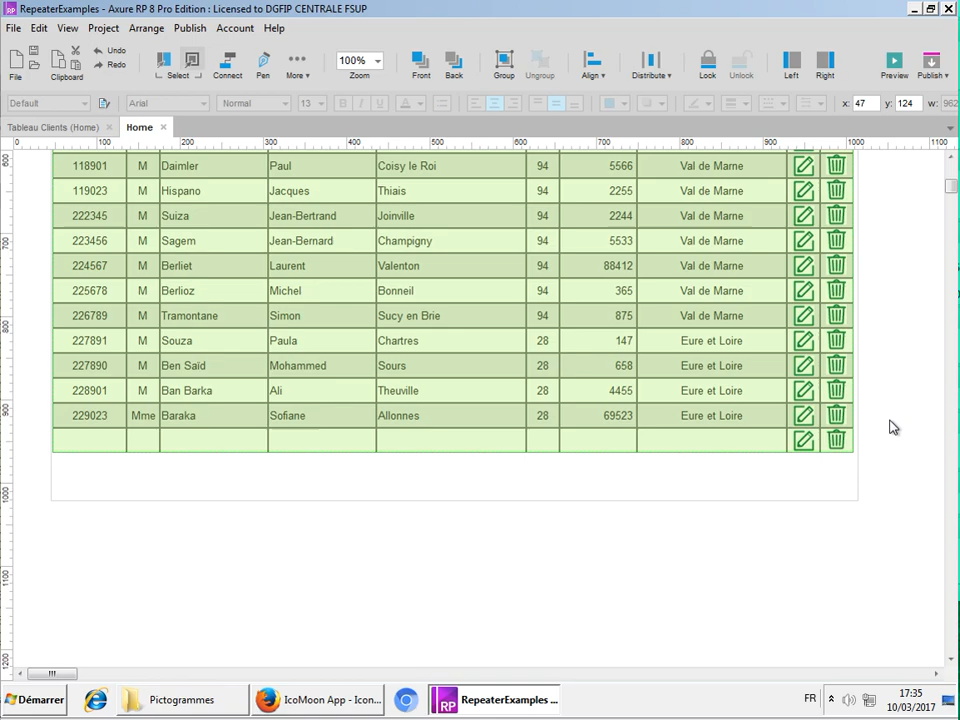 RepeaterExamples - Axure RP 8 Pro Edition : Licensed to DGFIP CENTRALE FSUP
File Edit View Project Arrange Publish Account Help
Undo
Redo
100%
File Clipboard Select Connect Pen More Zoom Front Back Group Ungroup Align Distribute Lock Unlock Left Right Preview Publish
Default Arial Normal 13 B I U A x: 47 y: 124 w: 962
Tableau Clients (Home) Home
0 100 200 300 400 500 600 700 800 900 1000 1100
600 700 800 900 1000 1100 1200
118901 M Daimler Paul Coisy le Roi 94 5566 Val de Marne
119023 M Hispano Jacques Thiais 94 2255 Val de Marne
222345 M Suiza Jean-Bertrand Joinville 94 2244 Val de Marne
223456 M Sagem Jean-Bernard Champigny 94 5533 Val de Marne
224567 M Berliet Laurent Valenton 94 88412 Val de Marne
225678 M Berlioz Michel Bonneil 94 365 Val de Marne
226789 M Tramontane Simon Sucy en Brie 94 875 Val de Marne
227891 M Souza Paula Chartres 28 147 Eure et Loire
227890 M Ben Saïd Mohammed Sours 28 658 Eure et Loire
228901 M Ban Barka Ali Theuville 28 4455 Eure et Loire
229023 Mme Baraka Sofiane Allonnes 28 69523 Eure et Loire
Démarrer Pictogrammes IcoMoon App - Icon... RP RepeaterExamples ... FR 17:35
10/03/2017